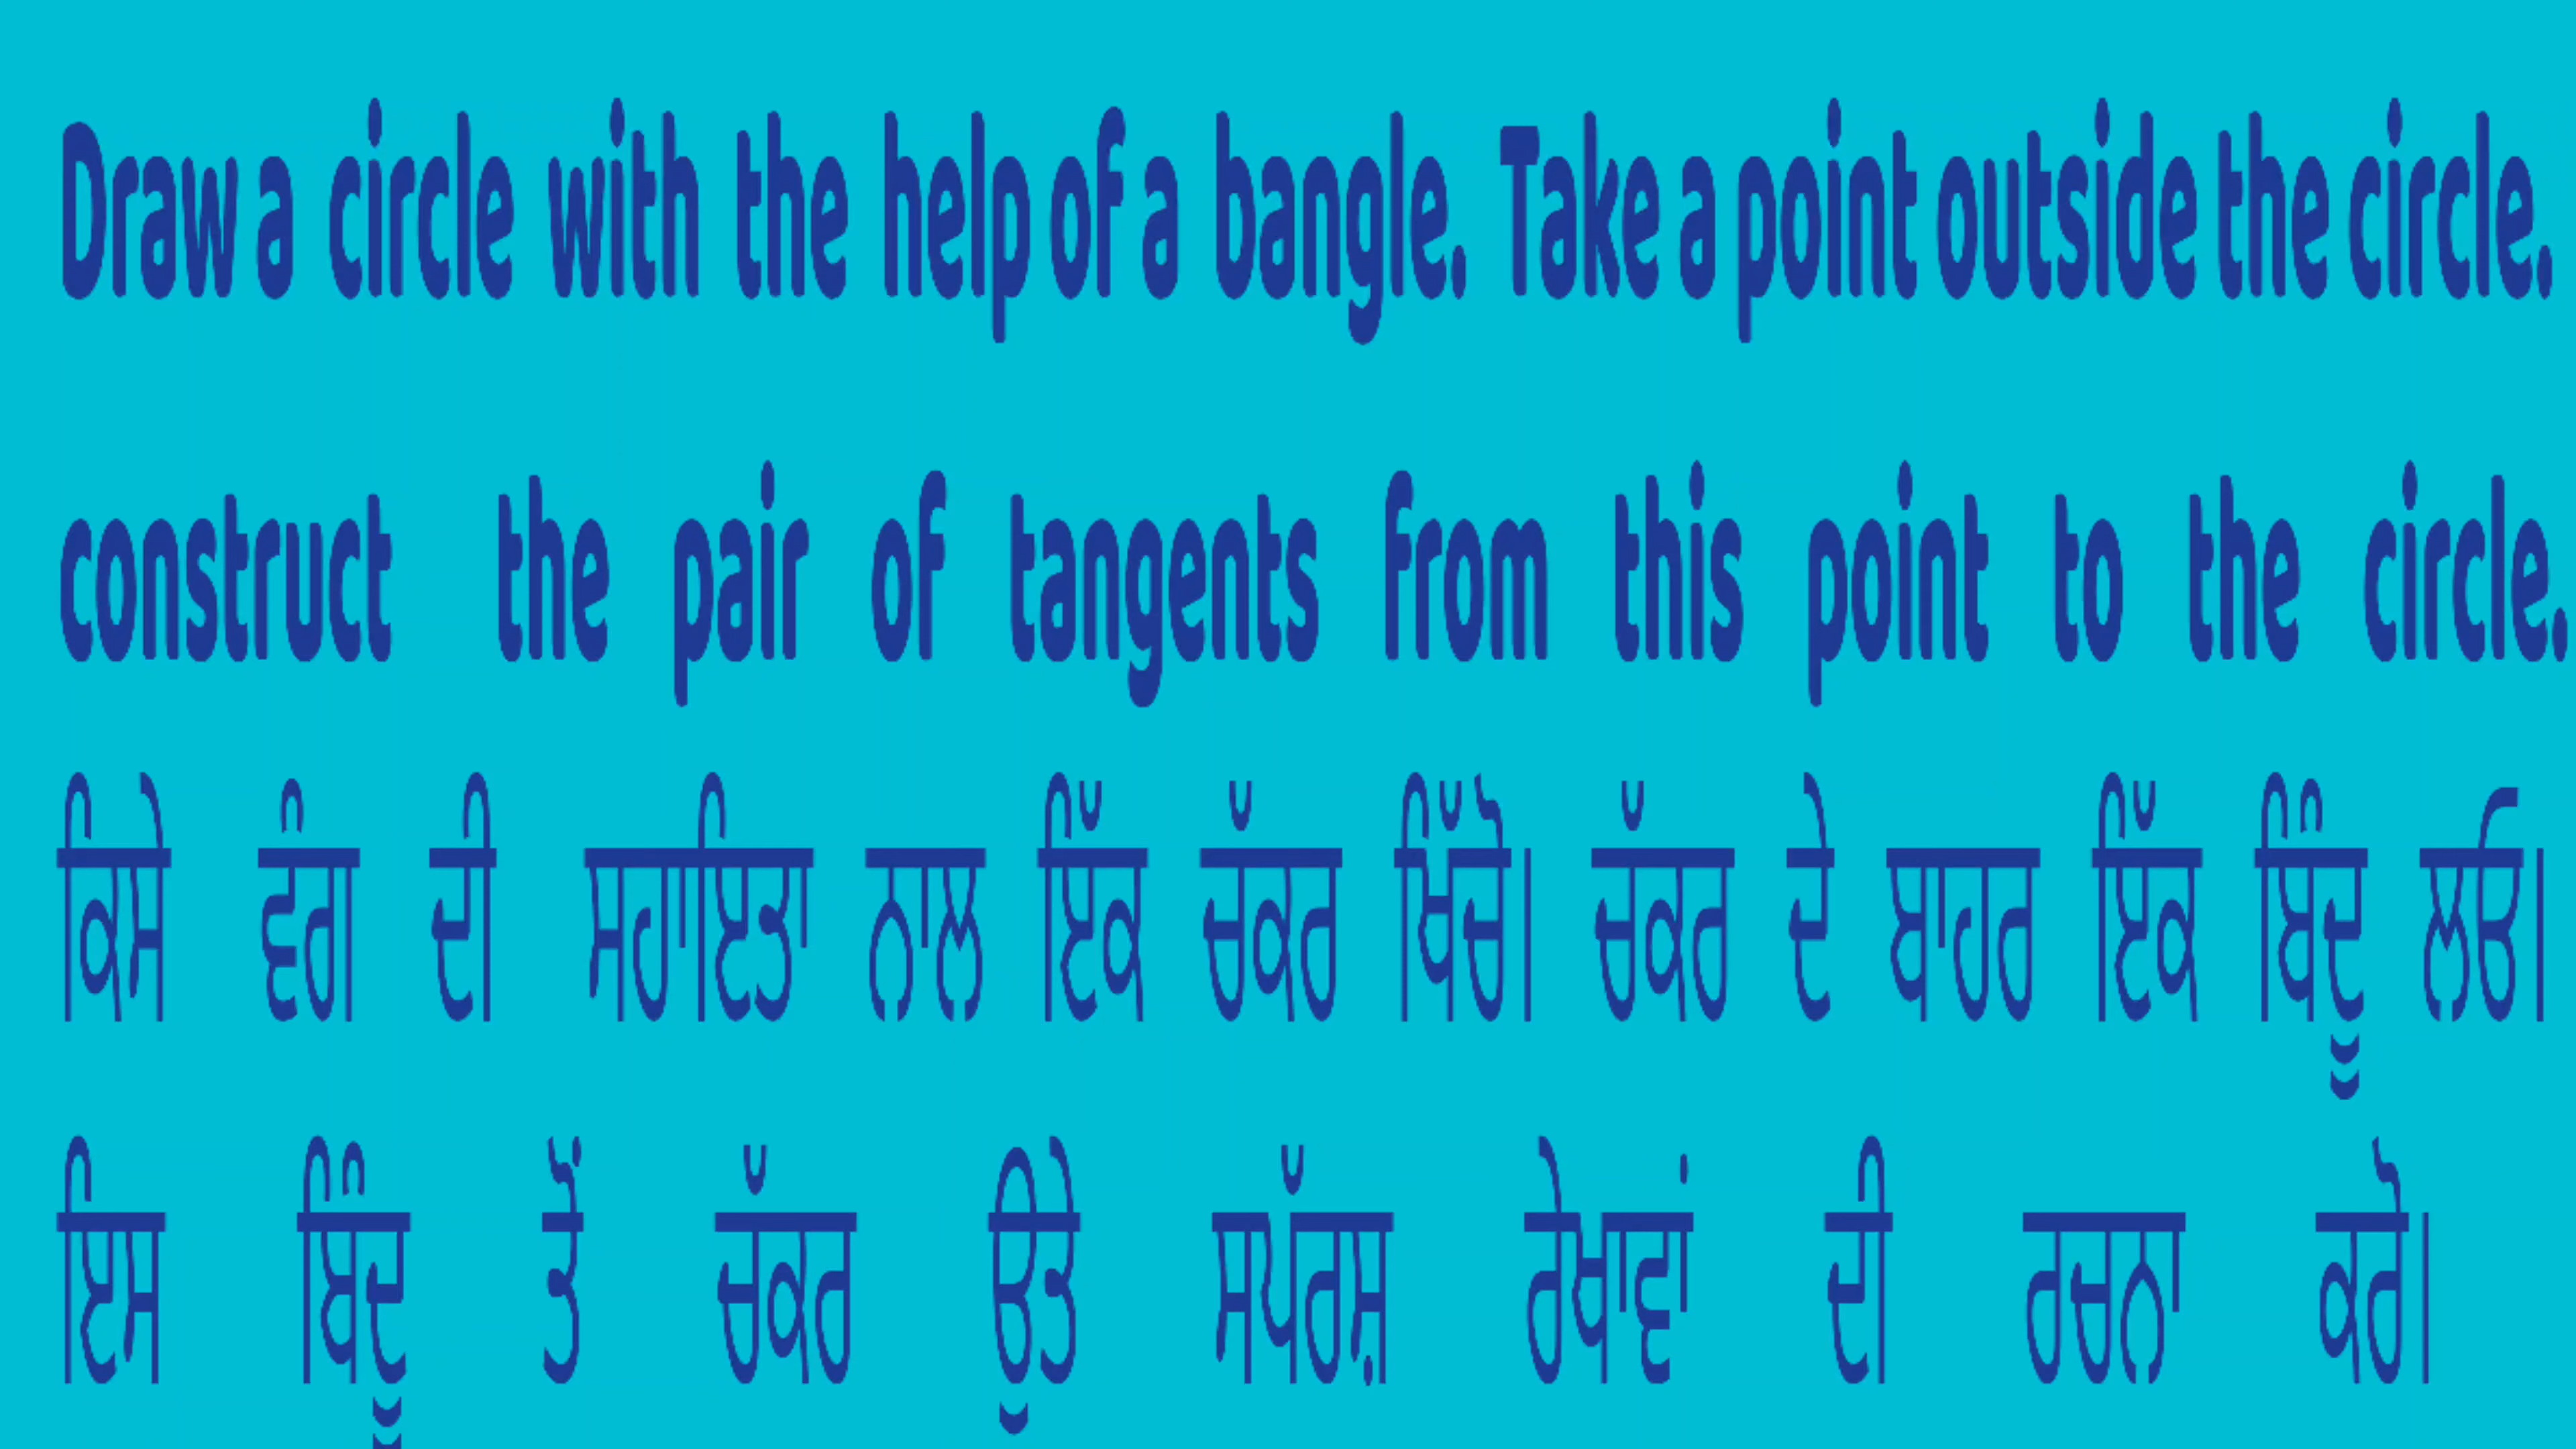 Draw a circle with the help of a bangle. Take a point outside the circle.
construct the pair of tangents from this point to the circle.
ਕਿਸੇ ਵੰਗ ਦੀ ਸਹਾਇਤਾ ਨਾਲ ਇੱਕ ਚੱਕਰ ਖਿੱਚੋ। ਚੱਕਰ ਦੇ ਬਾਹਰ ਇੱਕ ਬਿੰਦੂ ਲਓ।
ਇਸ ਬਿੰਦੂ ਤੋਂ ਚੱਕਰ ਉਤੇ ਸਪੱਰਸ਼ ਰੇਖਾਵਾਂ ਦੀ ਰਚਨਾ ਕਰੋ।